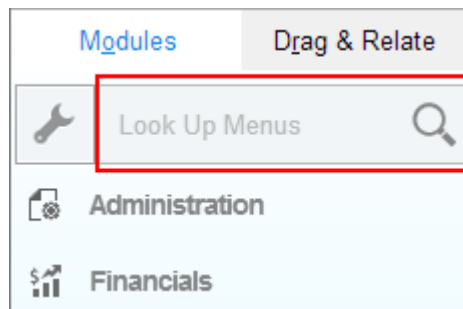 Modules Drag & Relate
Look Up Menus
Administration
Financials